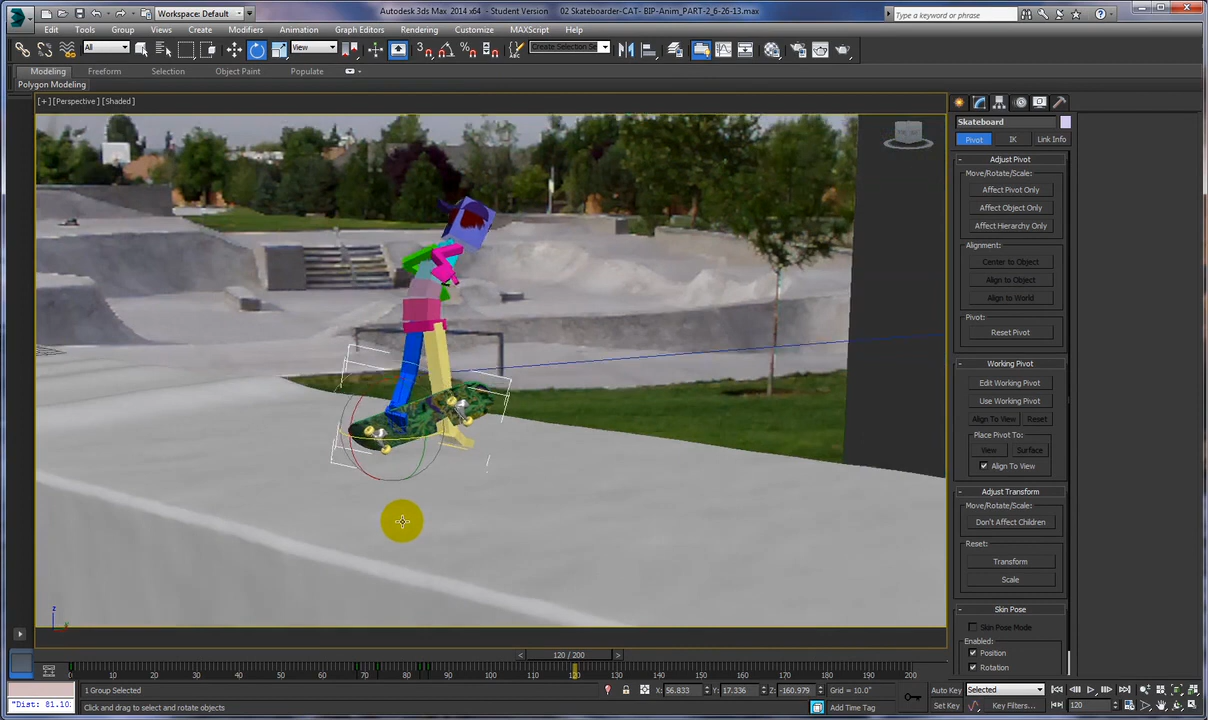 Workspace: Default
Autodesk 3ds Max 2014 x64 - Student Version 02 Skateboarder-CAT- BIP-Anim_PART-2_6-26-13.max
Type a keyword or phrase
Edit Tools Group Views Create Modifiers Animation Graph Editors Rendering Customize MAXScript Help
All View Create Selection Se
Modeling Freeform Selection Object Paint Populate
Polygon Modeling
[+] [Perspective] [Shaded]
Skateboard
Pivot IK Link Info
- Adjust Pivot
Move/Rotate/Scale:
Affect Pivot Only
Affect Object Only
Affect Hierarchy Only
Alignment:
Center to Object
Align to Object
Align to World
Pivot:
Reset Pivot
- Working Pivot
Edit Working Pivot
Use Working Pivot
Align To View Reset
Place Pivot To:
View Surface
Align To View
- Adjust Transform
Move/Rotate/Scale:
Don't Affect Children
Reset:
Transform
Scale
- Skin Pose
Skin Pose Mode
Enabled:
Position
Rotation
z
< 120 / 200 >
0 10 20 30 40 50 60 70 80 90 100 110 120 130 140 150 160 170 180 190 200
1 Group Selected X: 56.833 Y: 17.336 Z: -160.979 Grid = 10.0" Auto Key Selected
"Dist: 81.10 Click and drag to select and rotate objects Add Time Tag Set Key Key Filters... 120